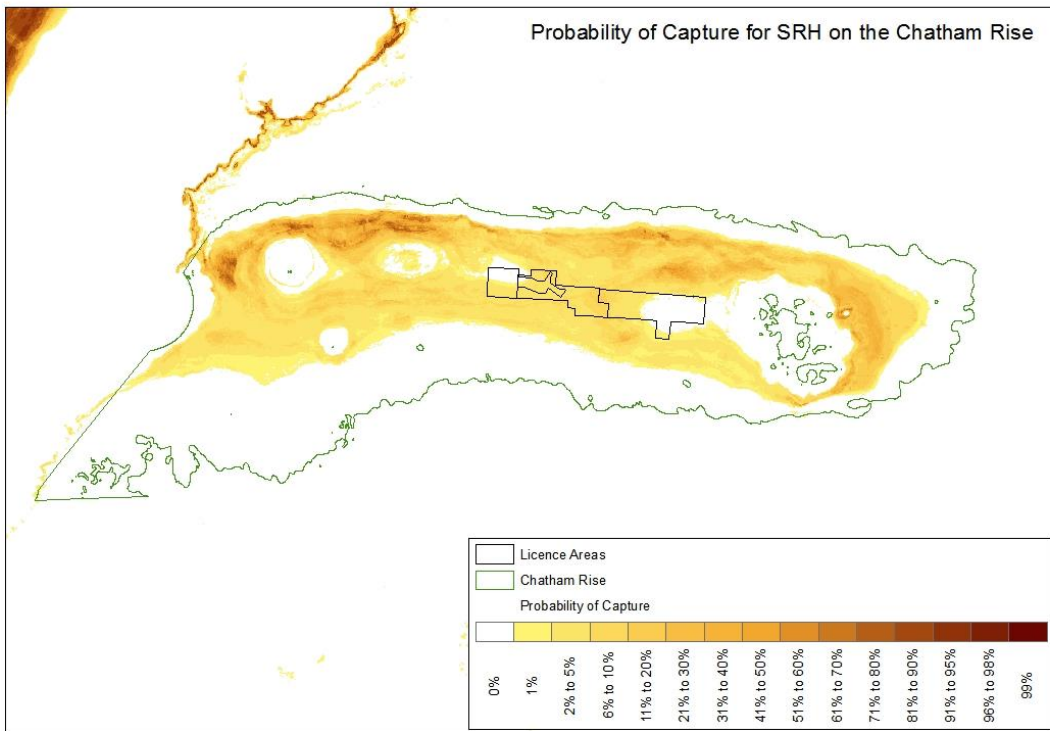 Probability of Capture for SRH on the Chatham Rise
Licence Areas
Chatham Rise
Probability of Capture
0%
1%
2% to 5%
6% to 10%
11% to 20%
21% to 30%
31% to 40%
41% to 50%
51% to 60%
61% to 70%
71% to 80%
81% to 90%
91% to 95%
96% to 98%
99%